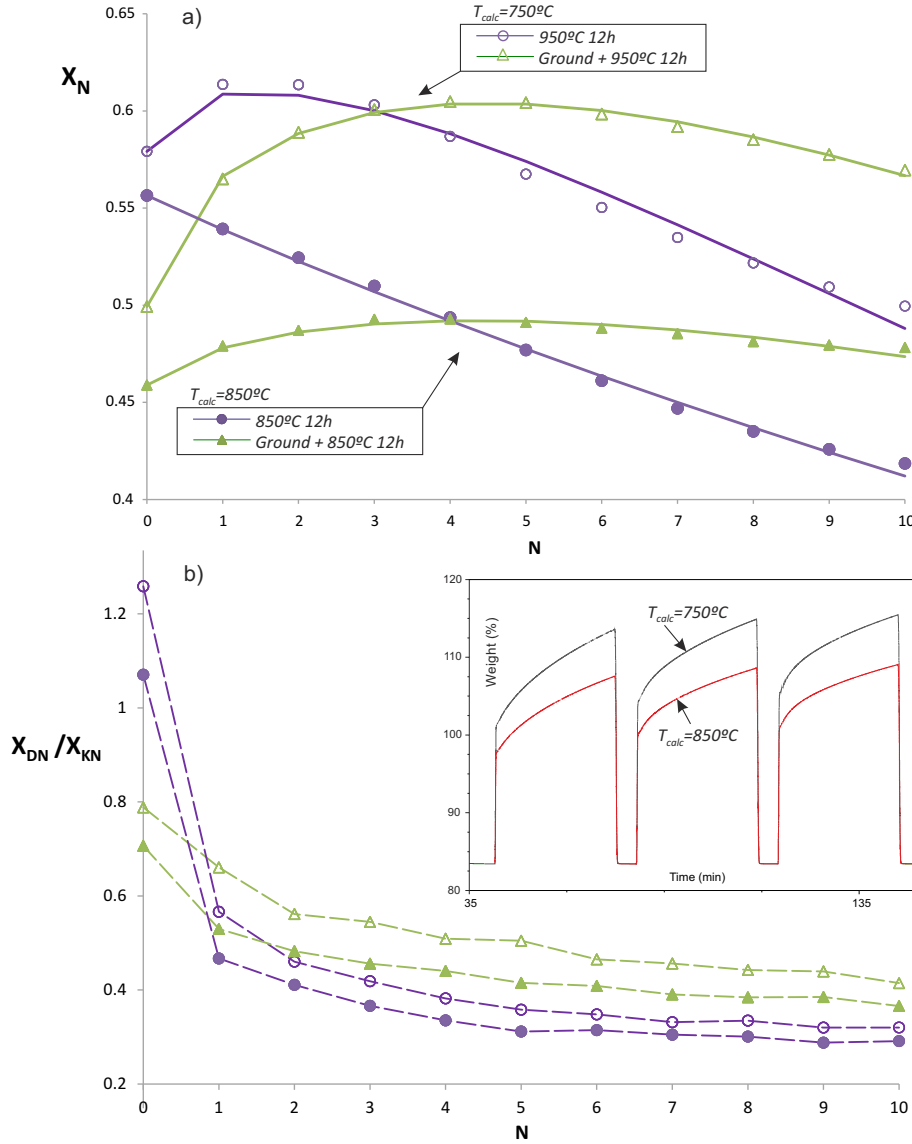 a)
T_calc=750ºC
950ºC 12h
Ground + 950ºC 12h
X_N
0.65
0.6
0.55
0.5
0.45
0.4
T_calc=850ºC
850ºC 12h
Ground + 850ºC 12h
0 1 2 3 4 5 6 7 8 9 10
N
b)
X_DN /X_KN
1.2
1
0.8
0.6
0.4
0.2
120
110
100
90
80
Weight (%)
T_calc=750ºC
T_calc=850ºC
Time (min)
35 135
0 1 2 3 4 5 6 7 8 9 10
N